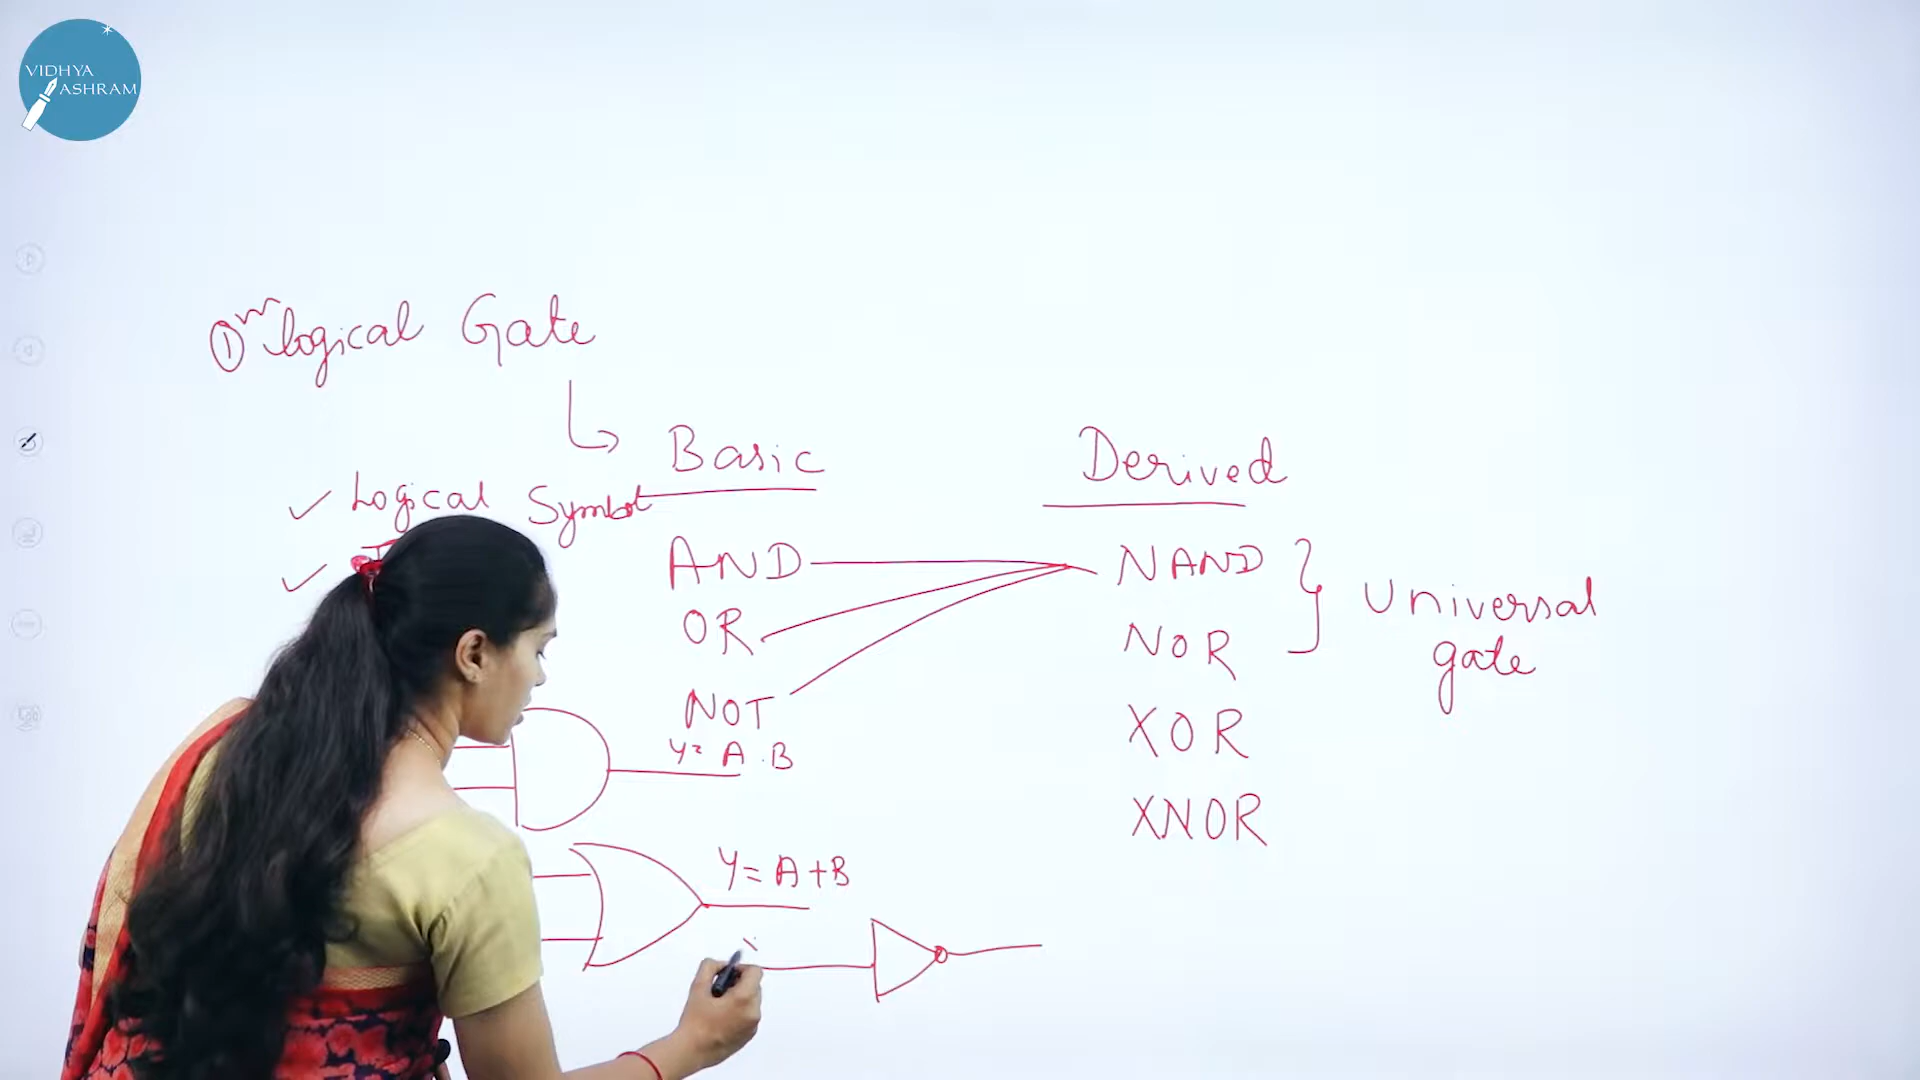 VIDHYA
ASHRAM
① Logical Gate
Basic
Derived
✓ Logical Symbol
✓ T
AND
NAND
OR
NOR
Universal
gate
NOT
XOR
Y = A . B
XNOR
Y = A + B